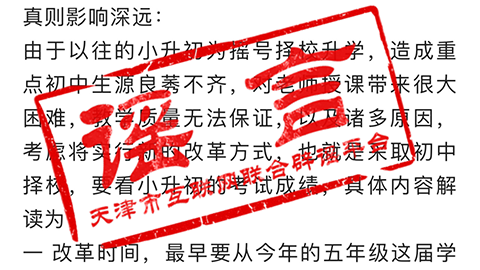 真则影响深远：
由于以往的小升初为摇号择校升学，造成重
点初中生源良莠不齐，对老师授课带来很大
困难，教学质量无法保证，以及诸多原因，
考虑将实行新的改革方式，也就是采取初中
择校，要看小升初的考试成绩，具体内容解
读为
一 改革时间，最早要从今年的五年级这届学
谣言
天津市互联网联合辟谣平台